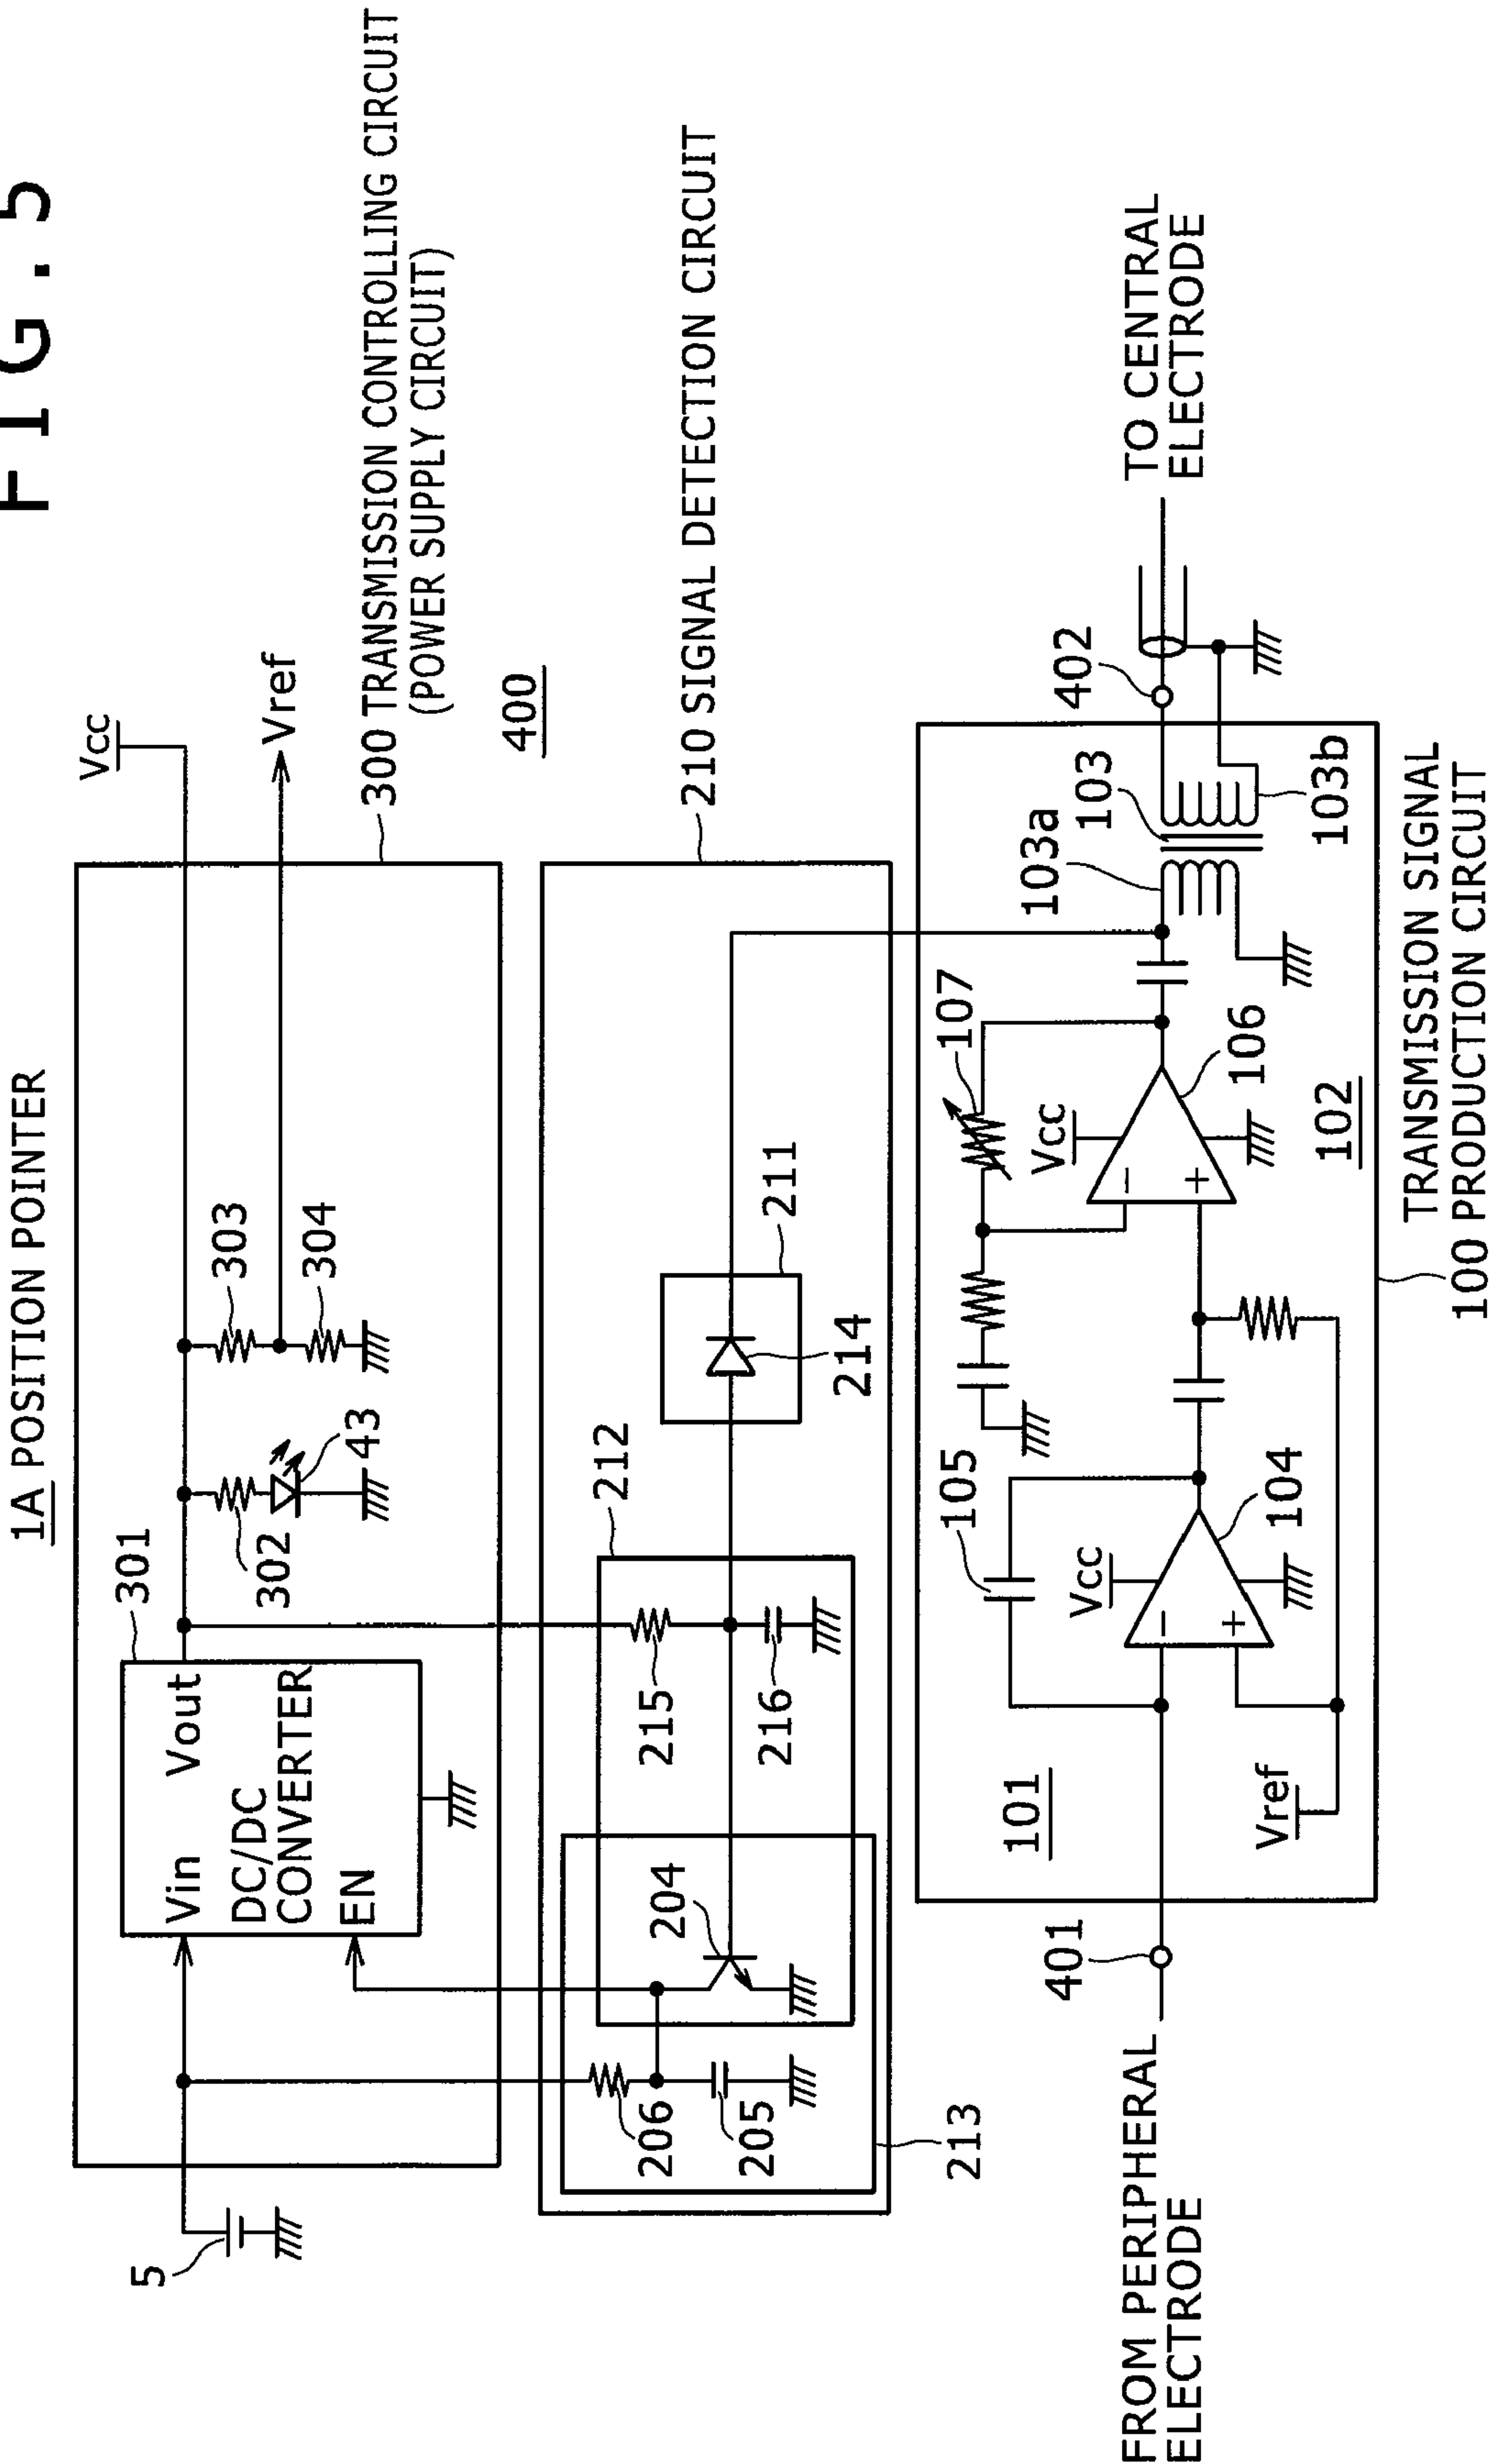 FIG. 5
1A POSITION POINTER
Vcc
Vref
301
Vin Vout
DC/DC
CONVERTER
EN
303
304
302
43
5
300 TRANSMISSION CONTROLLING CIRCUIT
(POWER SUPPLY CIRCUIT)
400
210 SIGNAL DETECTION CIRCUIT
212
211
214
215
216
204
206
205
213
FROM PERIPHERAL
ELECTRODE
401
101
Vref
105
Vcc
104
107
Vcc
106
102
103a
103
103b
402
TO CENTRAL
ELECTRODE
TRANSMISSION SIGNAL
100 PRODUCTION CIRCUIT
−
+
−
+